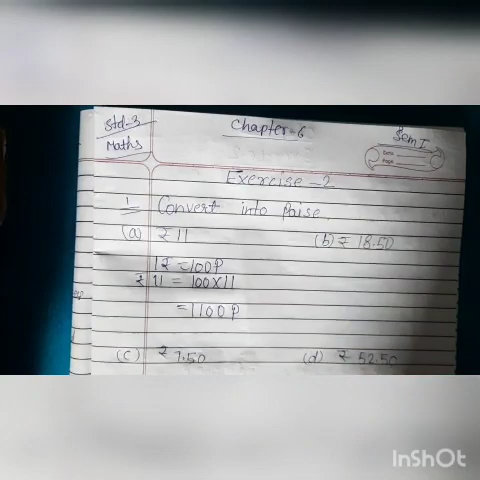 Std-3
Maths
Chapter-6
Sem I
Date
Page
Exercise-2
1 Convert into Paise.
(a) ₹ 11 (b) ₹ 18.50
1₹ = 100P
₹ 11 = 100×11
= 1100P
(c) ₹ 7.50 (d) ₹ 52.50
InShOt